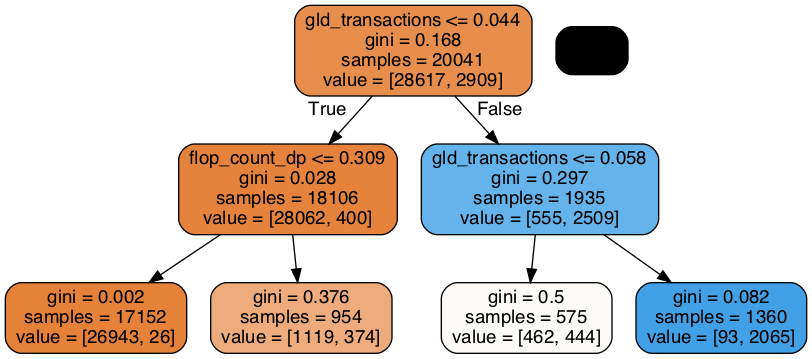 gld_transactions <= 0.044
gini = 0.168
samples = 20041
value = [28617, 2909]
True
False
flop_count_dp <= 0.309
gini = 0.028
samples = 18106
value = [28062, 400]
gld_transactions <= 0.058
gini = 0.297
samples = 1935
value = [555, 2509]
gini = 0.002
samples = 17152
value = [26943, 26]
gini = 0.376
samples = 954
value = [1119, 374]
gini = 0.5
samples = 575
value = [462, 444]
gini = 0.082
samples = 1360
value = [93, 2065]